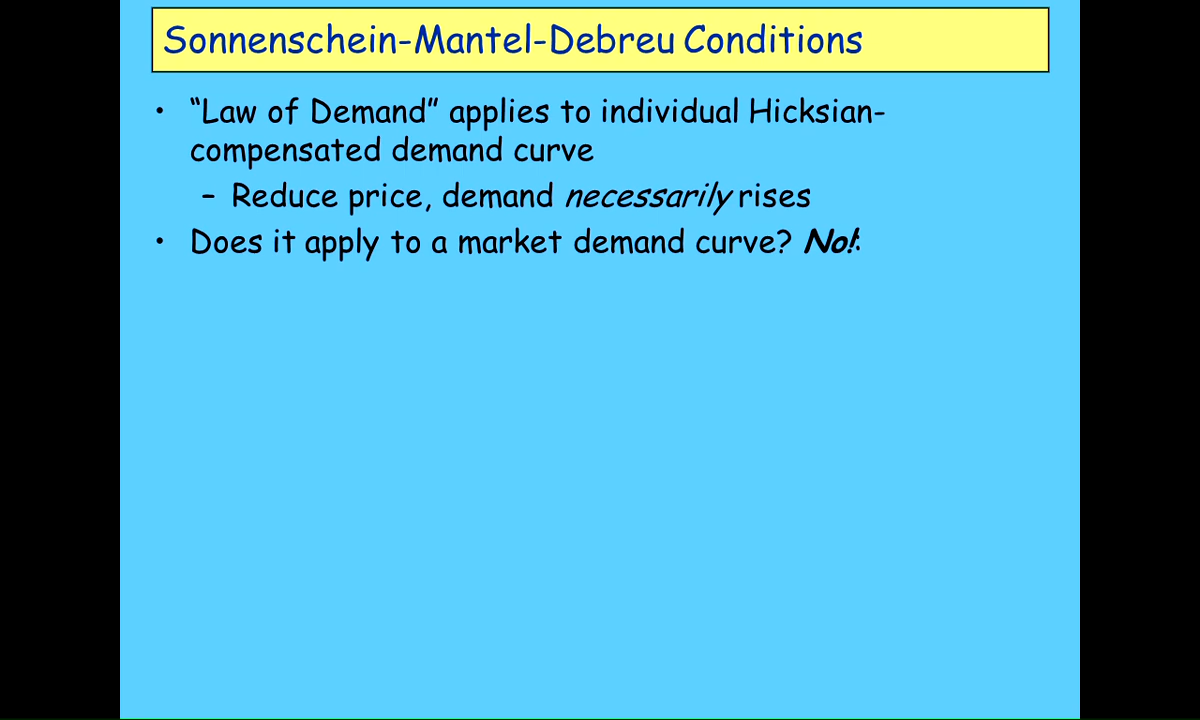 Sonnenschein-Mantel-Debreu Conditions
• “Law of Demand” applies to individual Hicksian-
compensated demand curve
– Reduce price, demand necessarily rises
• Does it apply to a market demand curve? No!: